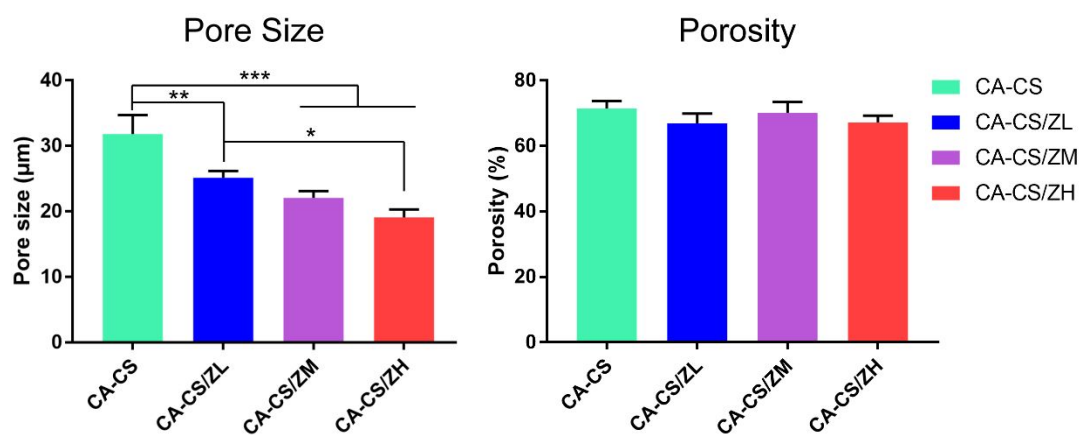 Pore Size
Porosity
40
30
20
10
0
Pore size (μm)
***
**
*
CA-CS
CA-CS/ZL
CA-CS/ZM
CA-CS/ZH
80
60
40
20
0
Porosity (%)
CA-CS
CA-CS/ZL
CA-CS/ZM
CA-CS/ZH
CA-CS
CA-CS/ZL
CA-CS/ZM
CA-CS/ZH